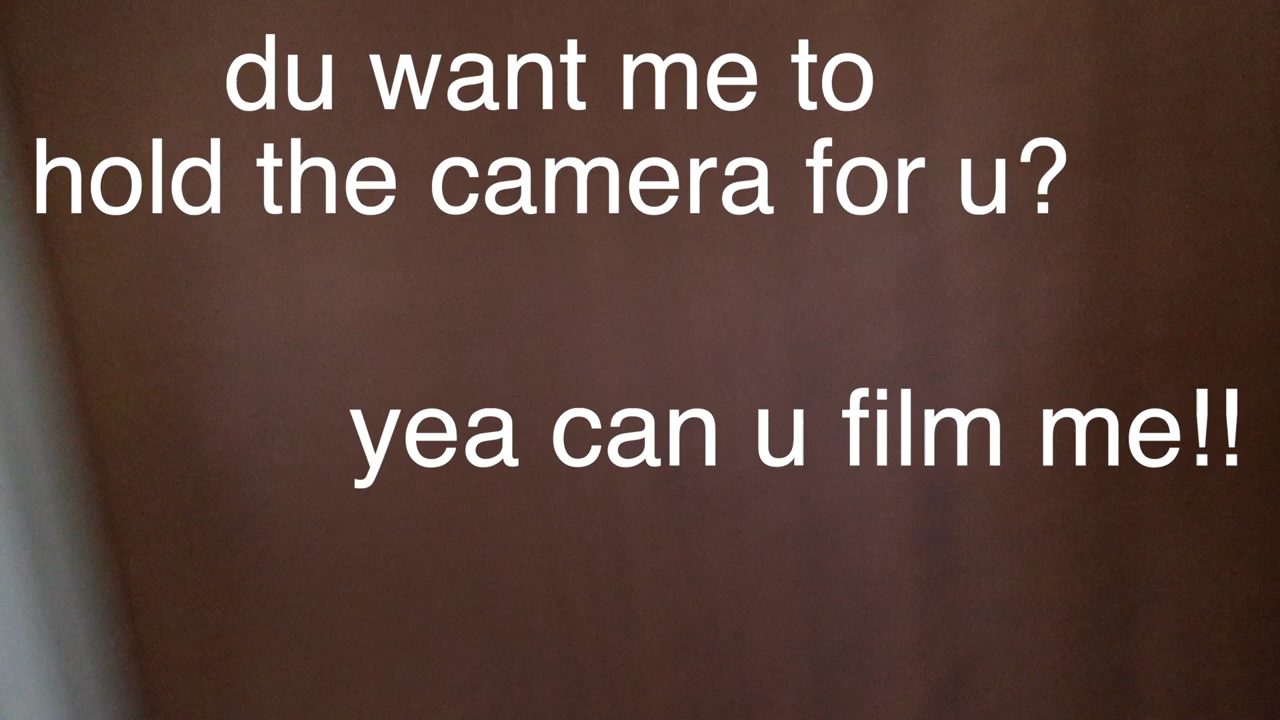 du want me to
hold the camera for u?
yea can u film me!!